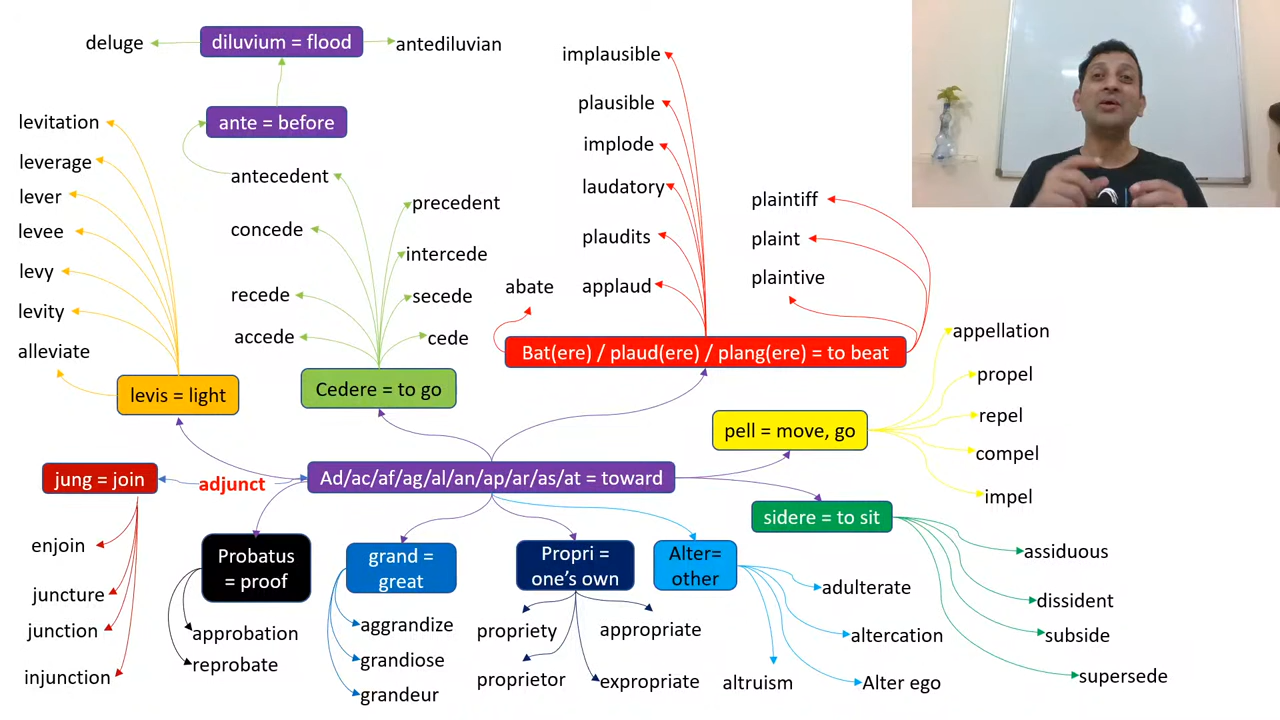 deluge
diluvium = flood
antediluvian
ante = before
levitation
leverage
lever
levee
levy
levity
alleviate
levis = light
antecedent
concede
recede
accede
precedent
intercede
secede
cede
Cedere = to go
implausible
plausible
implode
laudatory
plaudits
applaud
abate
plaintiff
plaint
plaintive
Bat(ere) / plaud(ere) / plang(ere) = to beat
appellation
propel
repel
compel
impel
pell = move, go
jung = join
adjunct
Ad/ac/af/ag/al/an/ap/ar/as/at = toward
enjoin
juncture
junction
injunction
Probatus
= proof
approbation
reprobate
grand =
great
aggrandize
grandiose
grandeur
Propri =
one's own
propriety
proprietor
appropriate
expropriate
Alter=
other
adulterate
altercation
altruism
Alter ego
sidere = to sit
assiduous
dissident
subside
supersede